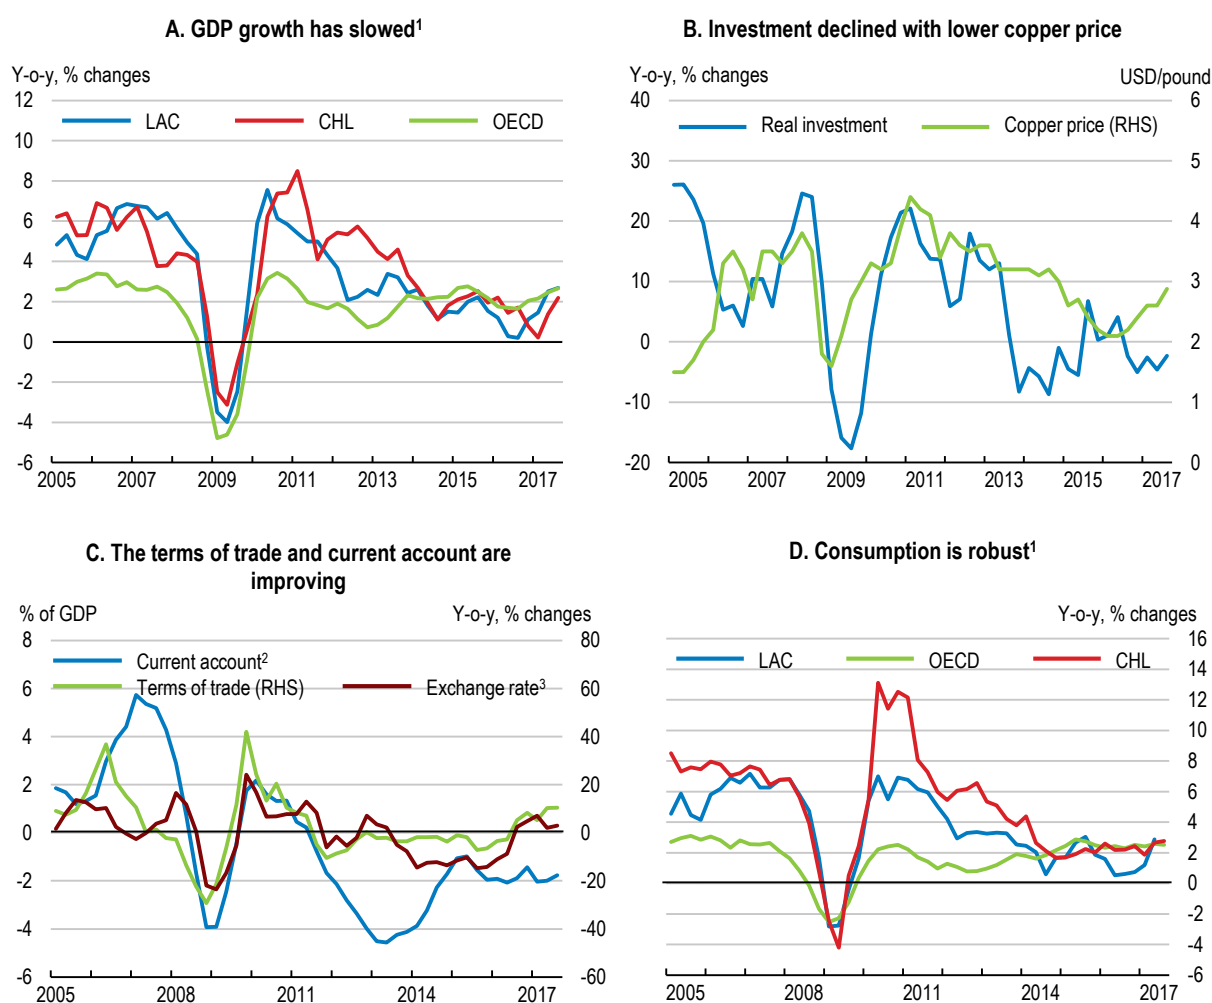 A. GDP growth has slowed¹
Y-o-y, % changes
12
LAC CHL OECD
10
8
6
4
2
0
-2
-4
-6
2005 2007 2009 2011 2013 2015 2017
B. Investment declined with lower copper price
Y-o-y, % changes USD/pound
40 6
Real investment Copper price (RHS)
30 5
20 4
10 3
0 2
-10 1
-20 0
2005 2007 2009 2011 2013 2015 2017
C. The terms of trade and current account are
improving
% of GDP Y-o-y, % changes
8 80
Current account²
6 Terms of trade (RHS) Exchange rate³ 60
4 40
2 20
0 0
-2 -20
-4 -40
-6 -60
2005 2008 2011 2014 2017
D. Consumption is robust¹
Y-o-y, % changes
16
LAC OECD CHL
14
12
10
8
6
4
2
0
-2
-4
-6
2005 2008 2011 2014 2017